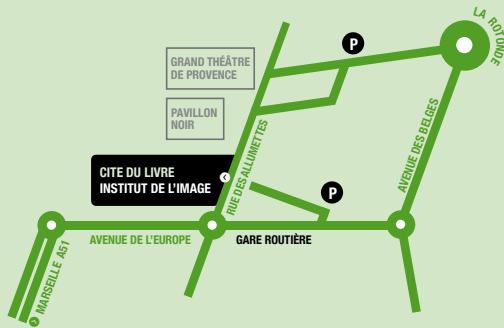 LA ROTONDE
P
GRAND THÉÂTRE
DE PROVENCE
PAVILLON
NOIR
RUE DES ALLUMETTES
AVENUE DES BELGES
CITE DU LIVRE
INSTITUT DE L'IMAGE
P
AVENUE DE L'EUROPE
GARE ROUTIÈRE
MARSEILLE A51